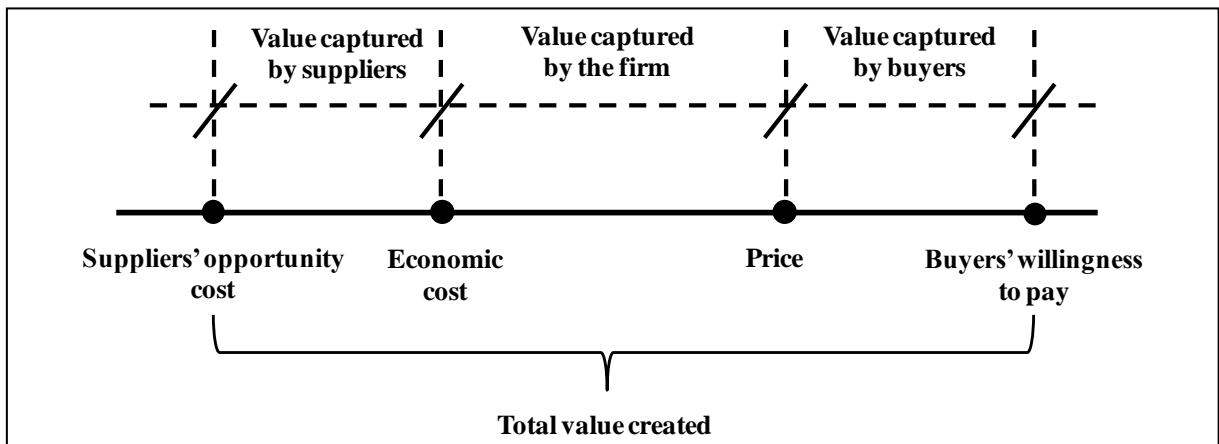 Value captured
by suppliers
Value captured
by the firm
Value captured
by buyers
Suppliers' opportunity
cost
Economic
cost
Price
Buyers' willingness
to pay
Total value created